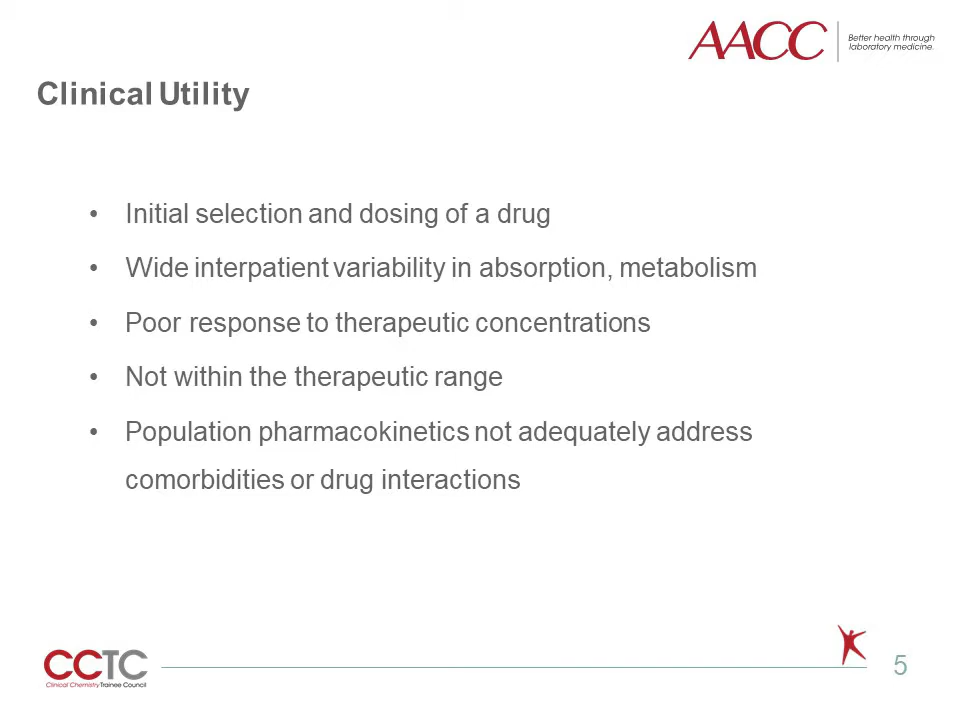 AACC
Better health through
laboratory medicine.
Clinical Utility
• Initial selection and dosing of a drug
• Wide interpatient variability in absorption, metabolism
• Poor response to therapeutic concentrations
• Not within the therapeutic range
• Population pharmacokinetics not adequately address
comorbidities or drug interactions
CCTC
Clinical Chemistry Trainee Council
5